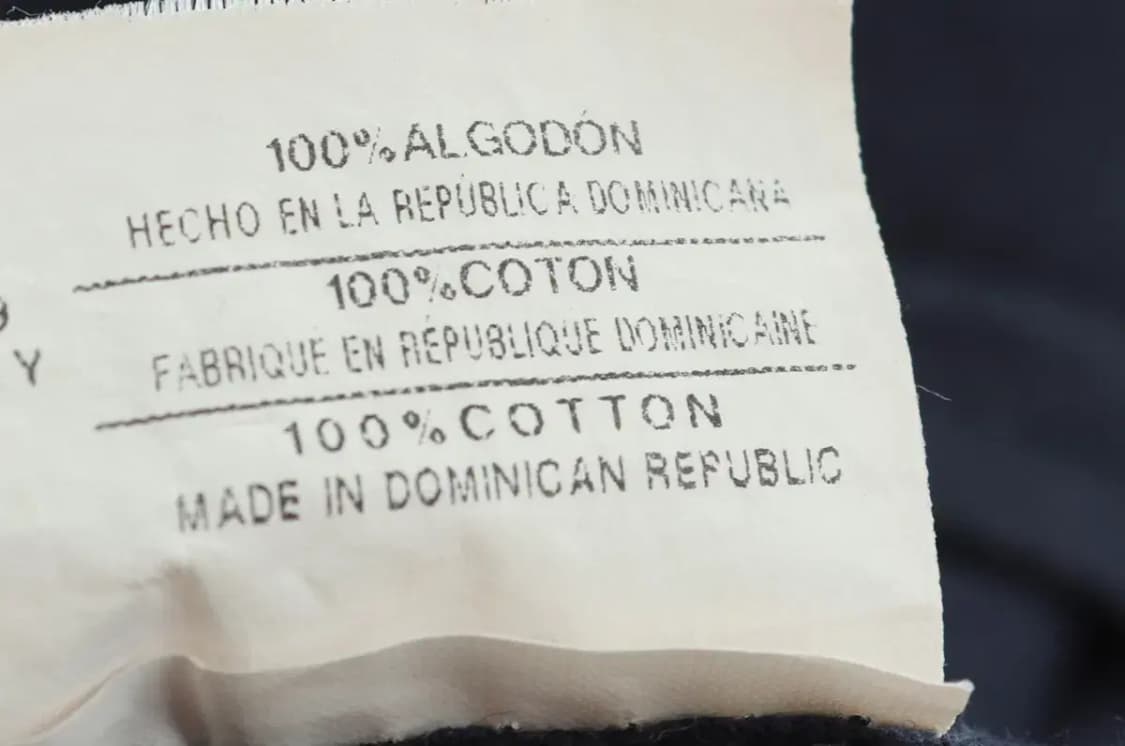 100% ALGODÓN
HECHO EN LA REPÚBLICA DOMINICANA
100% COTON
FABRIQUE EN RÉPUBLIQUE DOMINICAINE
100% COTTON
MADE IN DOMINICAN REPUBLIC
Y